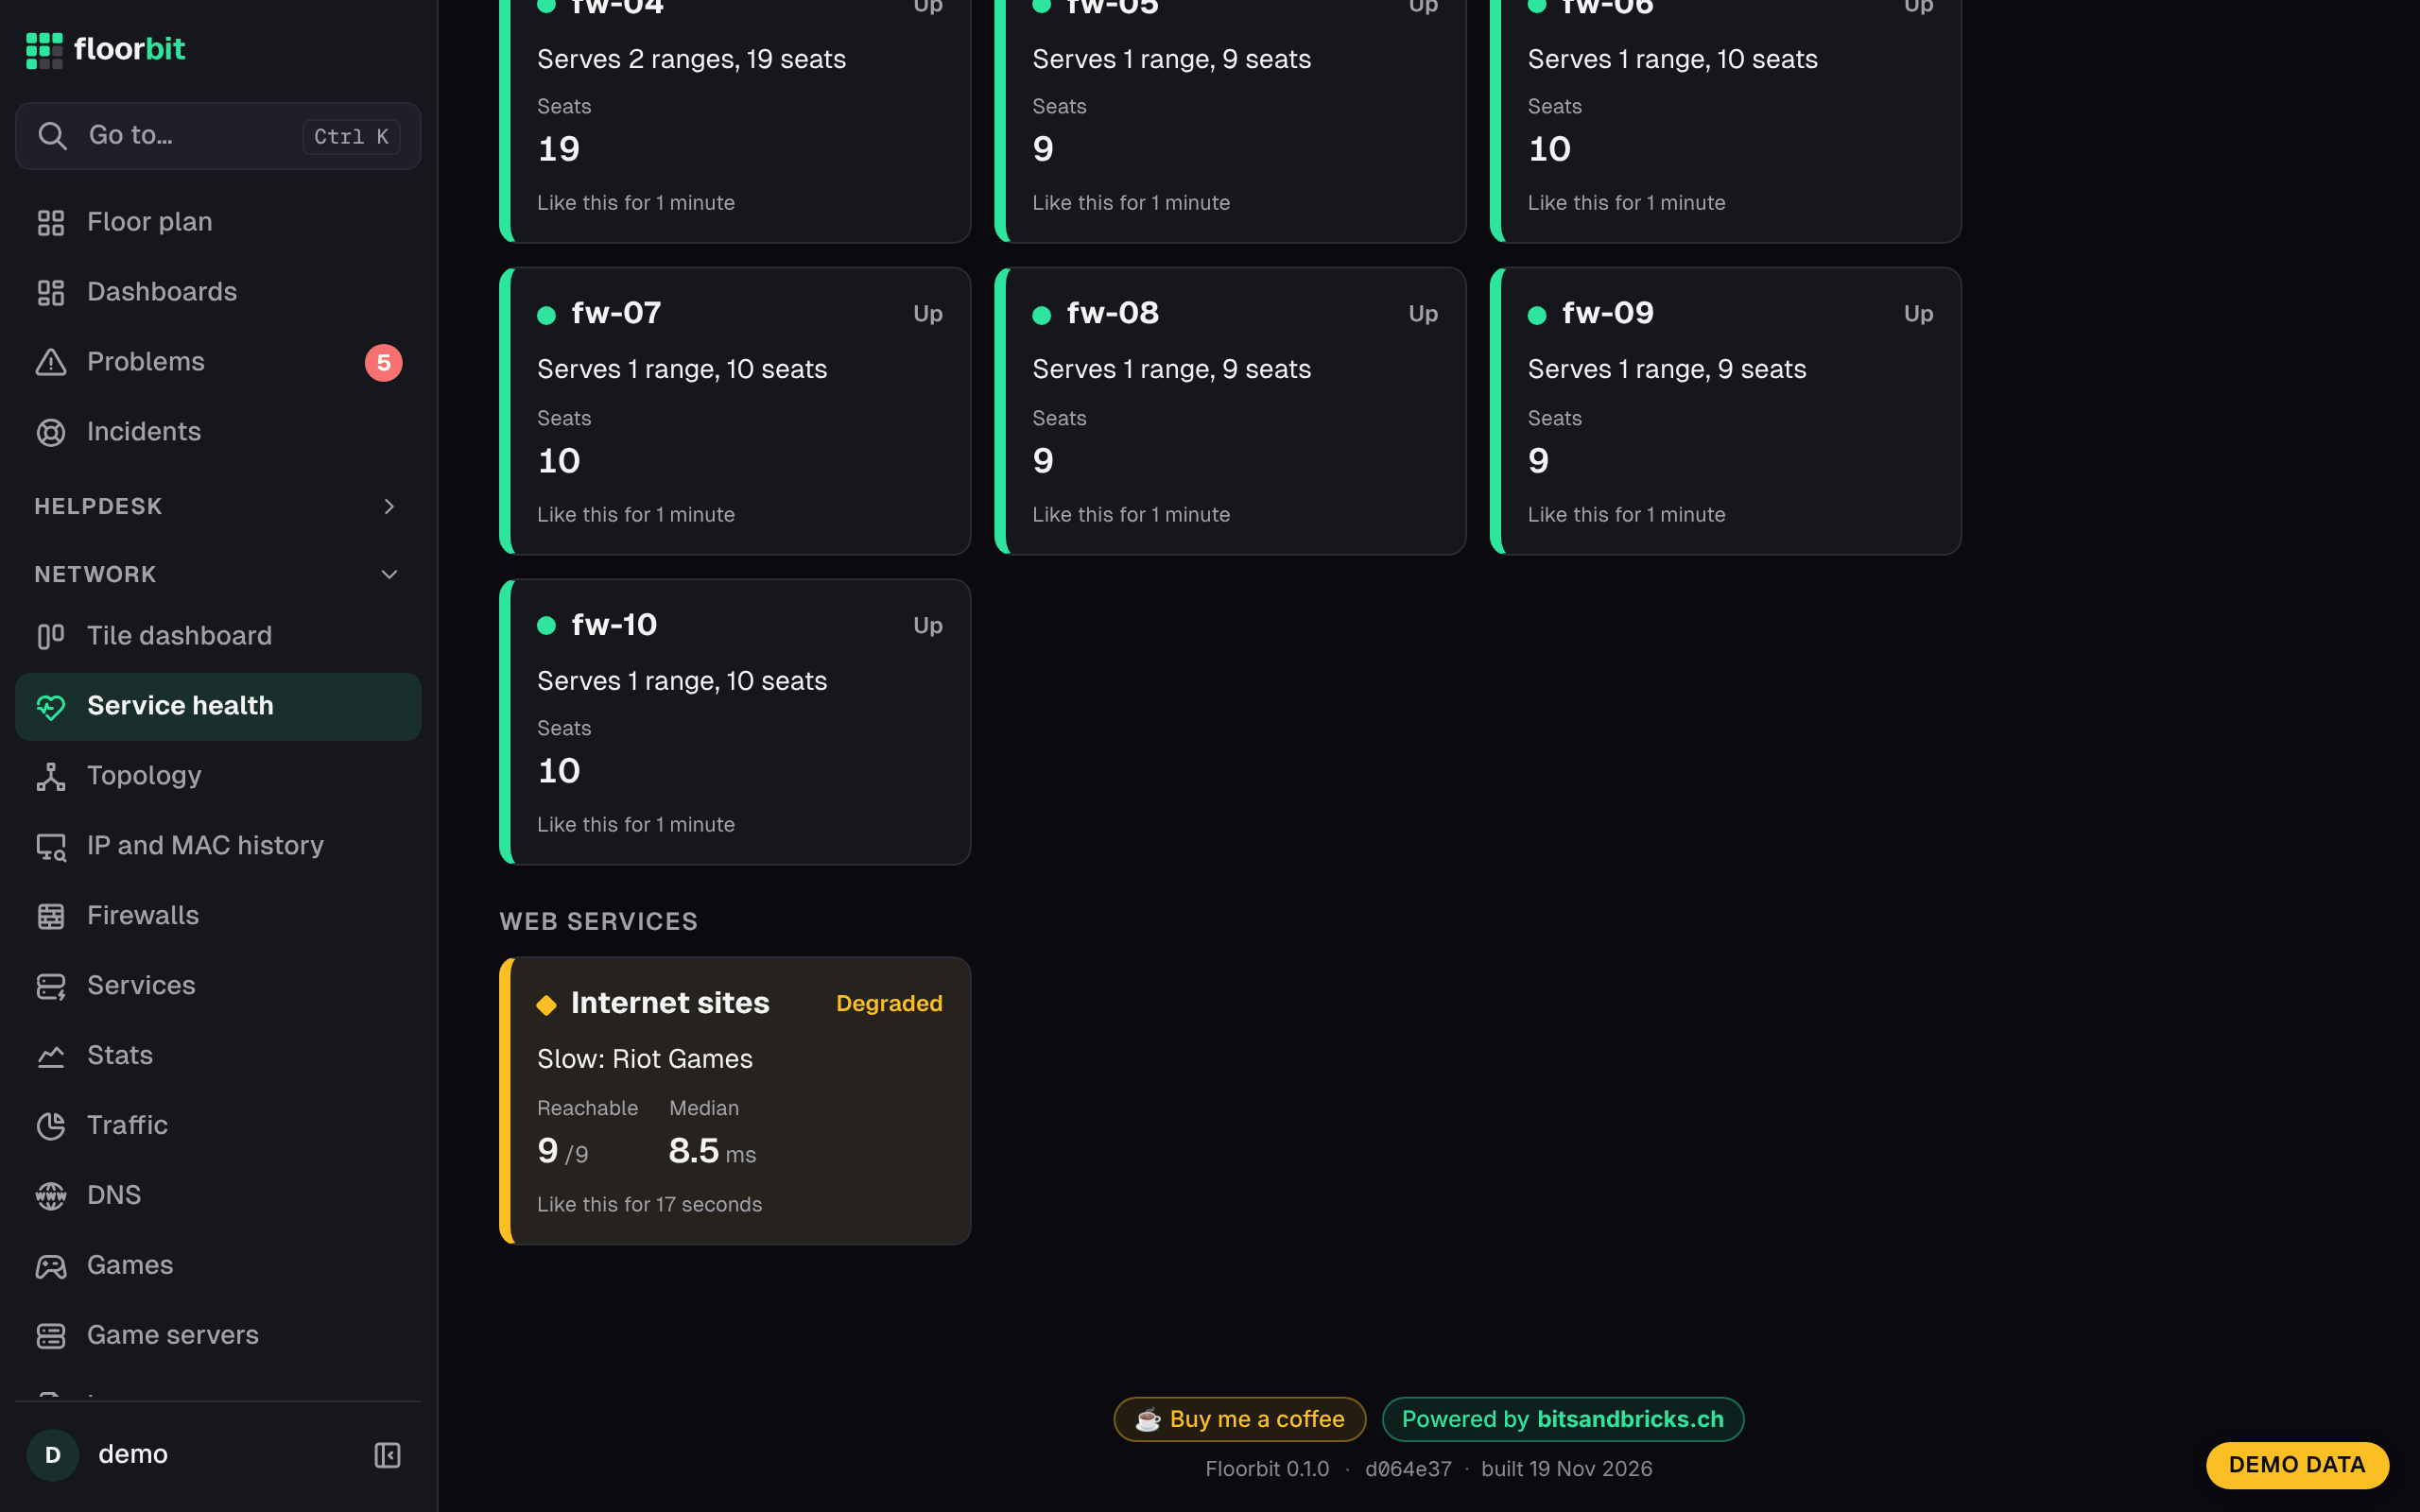 floorbit
Go to...
Ctrl K
Floor plan
Dashboards
Problems
5
Incidents
HELPDESK
NETWORK
Tile dashboard
Service health
Topology
IP and MAC history
Firewalls
Services
Stats
Traffic
DNS
Games
Game servers
D
demo
fw-04
Up
Serves 2 ranges, 19 seats
Seats
19
Like this for 1 minute
fw-05
Up
Serves 1 range, 9 seats
Seats
9
Like this for 1 minute
fw-06
Up
Serves 1 range, 10 seats
Seats
10
Like this for 1 minute
fw-07
Up
Serves 1 range, 10 seats
Seats
10
Like this for 1 minute
fw-08
Up
Serves 1 range, 9 seats
Seats
9
Like this for 1 minute
fw-09
Up
Serves 1 range, 9 seats
Seats
9
Like this for 1 minute
fw-10
Up
Serves 1 range, 10 seats
Seats
10
Like this for 1 minute
WEB SERVICES
Internet sites
Degraded
Slow: Riot Games
Reachable Median
9 /9 8.5 ms
Like this for 17 seconds
Buy me a coffee
Powered by bitsandbricks.ch
Floorbit 0.1.0 · d064e37 · built 19 Nov 2026
DEMO DATA